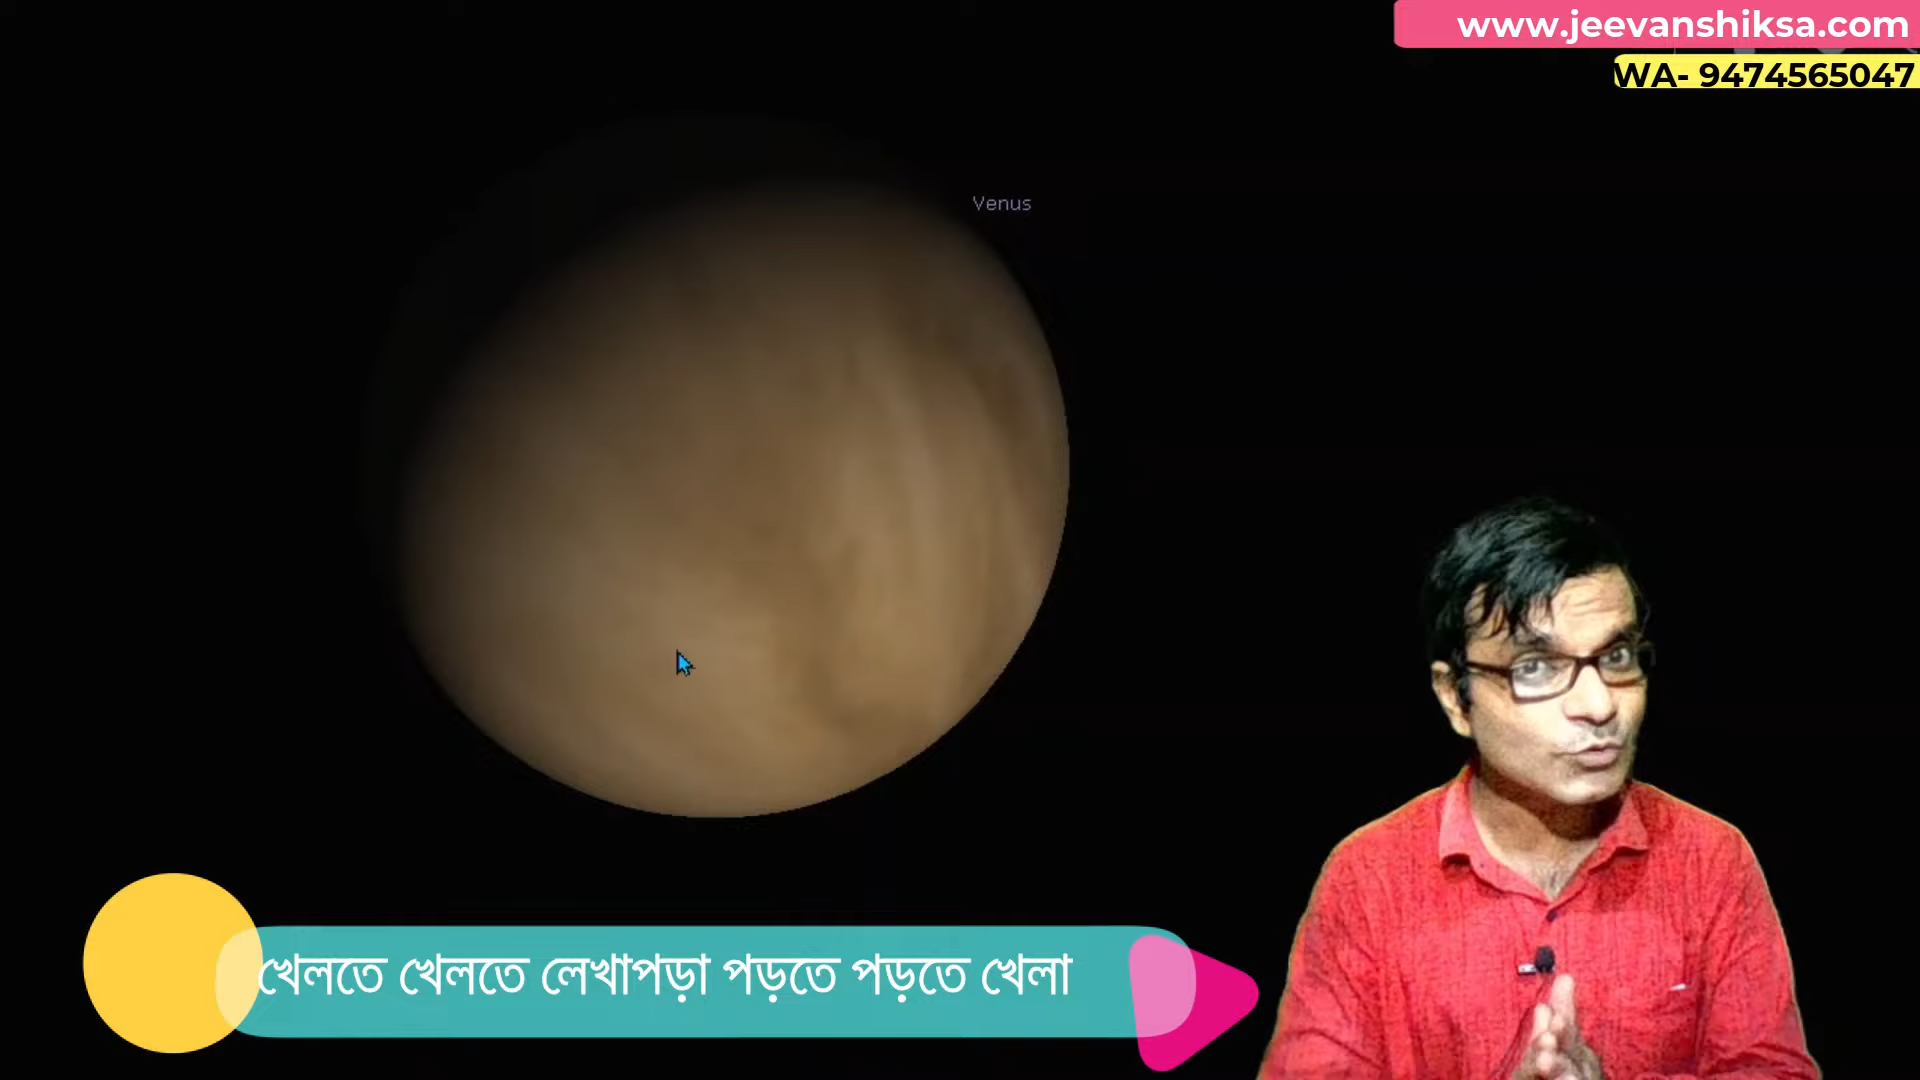 www.jeevanshiksa.com
WA- 9474565047
Venus
খেলতে খেলতে লেখাপড়া পড়তে পড়তে খেলা